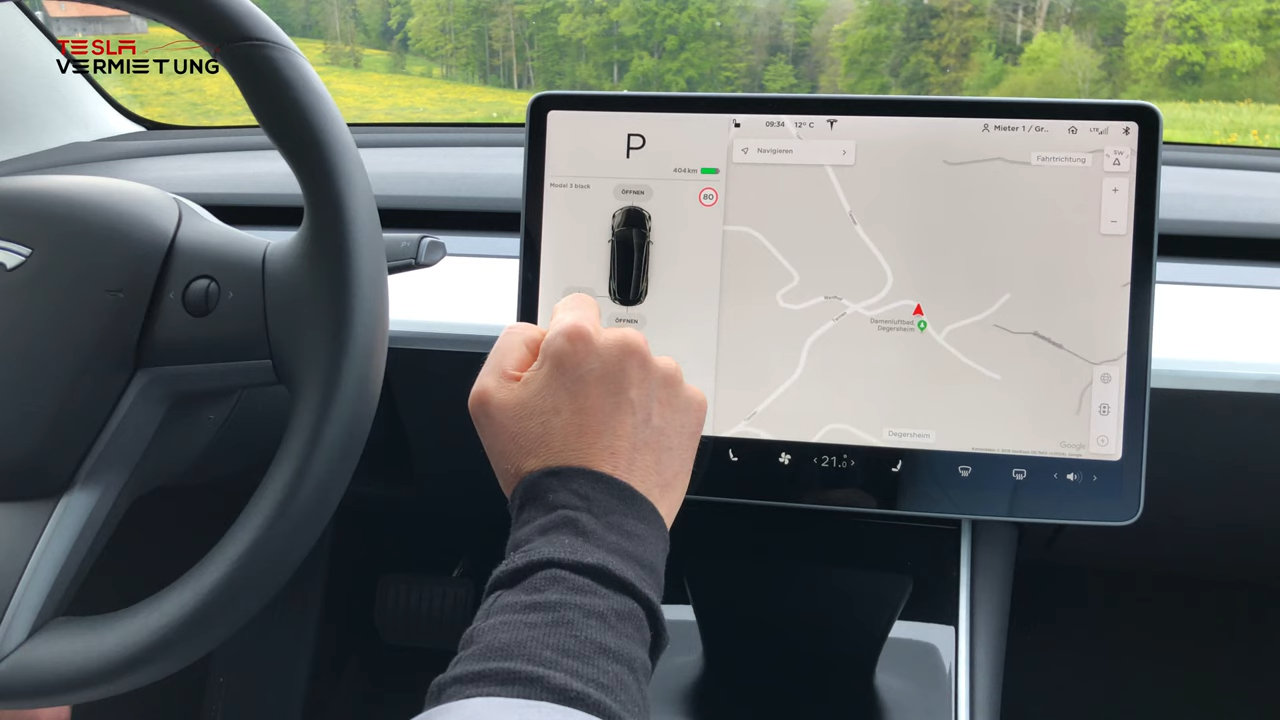 TESLA
VERMIETUNG
P
404 km
Model 3 black
ÖFFNEN
80
ÖFFNEN
09:34 12° C
Mieter 1 / Gr..
LTE
Navigieren
Fahrtrichtung
SW
+
−
Damenluftbad,
Degersheim
Degersheim
Google
21.0